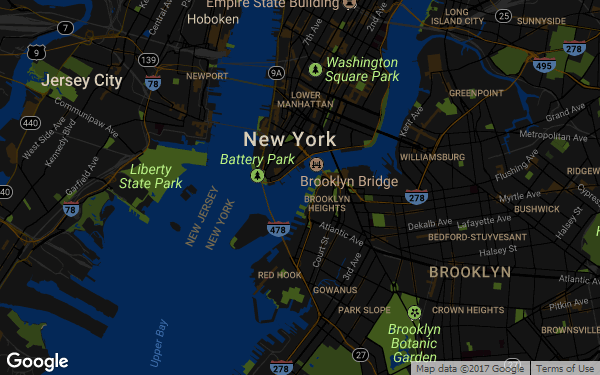 Empire State Building
Hoboken
LONG
ISLAND CITY
25
SUNNYSIDE
7
9
7th Ave
2nd Ave
Central Ave
139
Washington
Square Park
278
495
Jersey City
NEWPORT
78
9A
LOWER
MANHATTAN
GREENPOINT
Communipaw Ave
Kent Ave
Grand Ave
440
West Side Ave
Kennedy Blvd
New York
Metropolitan Ave
Battery Park
WILLIAMSBURG
Flushing Ave
Liberty
State Park
Garfield Ave
Brooklyn Bridge
RIDGEW
NEW JERSEY
NEW YORK
BROOKLYN
HEIGHTS
278
Myrtle Ave
BUSHWICK
78
440
478
Dekalb Ave
Lafayette Ave
Halsey St
Atlantic Ave
BEDFORD-STUYVESANT
Halsey St
Court St
3rd Ave
RED HOOK
BROOKLYN
Atlantic Av
GOWANUS
PARK SLOPE
CROWN HEIGHTS
Pitkin Ave
Upper Bay
Brooklyn
Botanic
Garden
BROWNSVILLE
27
27
278
Google
Map data ©2017 Google
Terms of Use